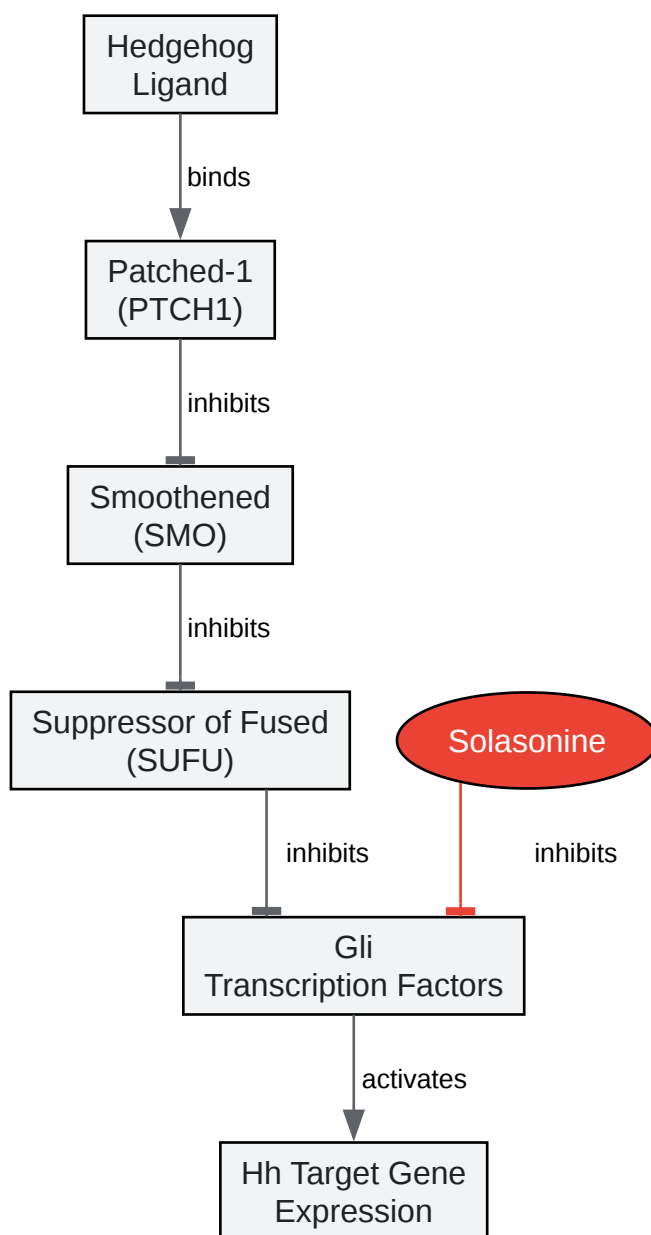 Hedgehog
Ligand
binds
Patched-1
(PTCH1)
inhibits
Smoothened
(SMO)
inhibits
Suppressor of Fused
(SUFU)
Solasonine
inhibits
inhibits
Gli
Transcription Factors
activates
Hh Target Gene
Expression